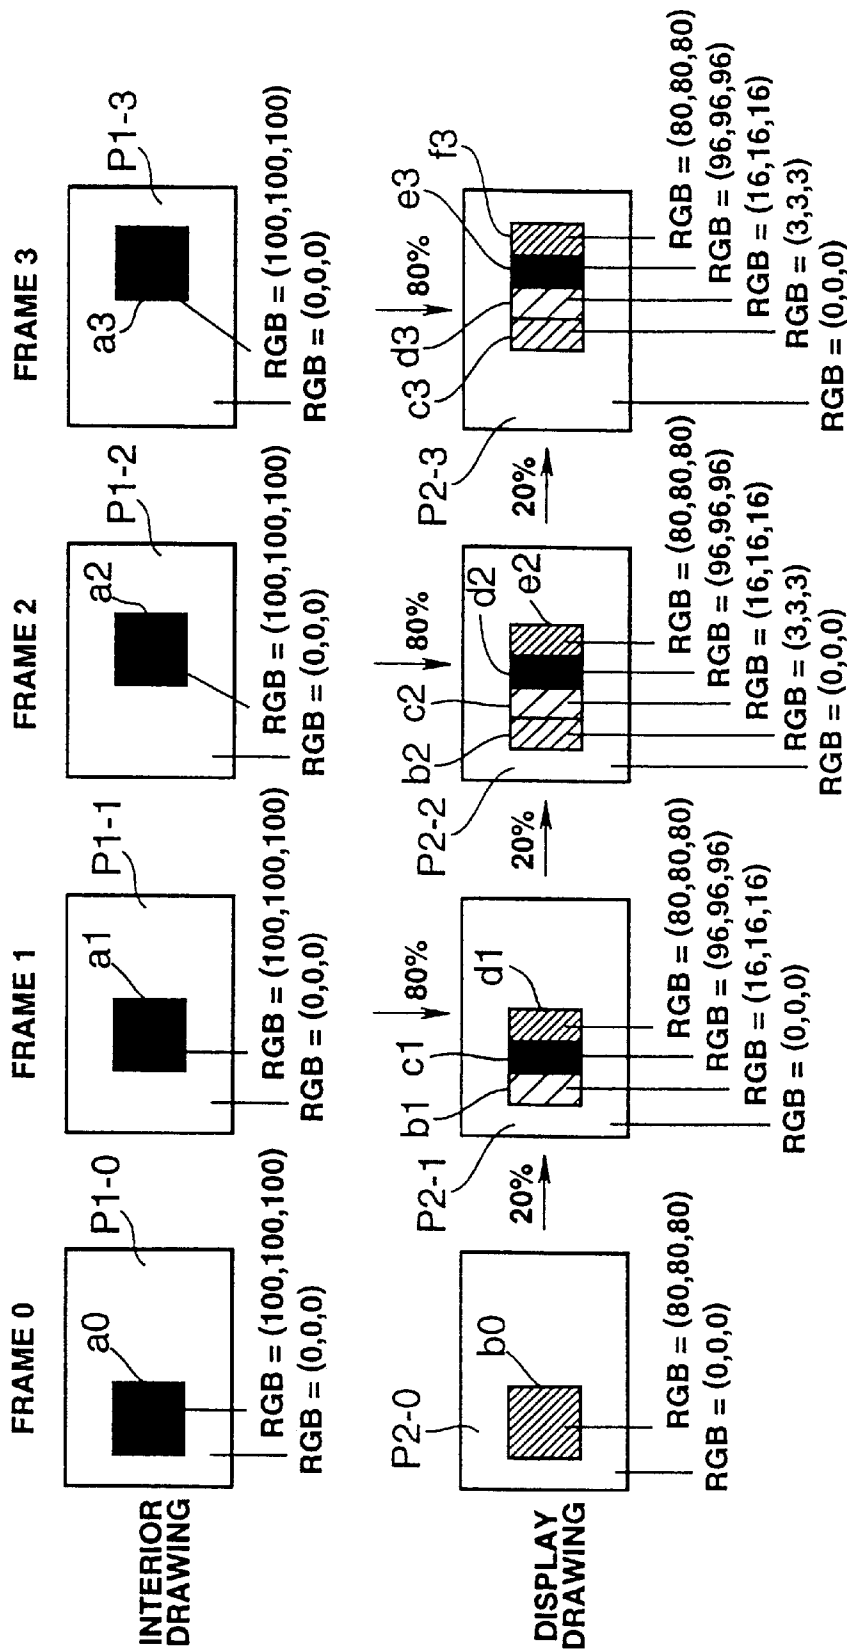 FRAME 0
FRAME 1
FRAME 2
FRAME 3
INTERIOR
DRAWING
a0
P1-0
RGB = (100,100,100)
RGB = (0,0,0)
a1
P1-1
RGB = (100,100,100)
RGB = (0,0,0)
a2
P1-2
RGB = (100,100,100)
RGB = (0,0,0)
a3
P1-3
RGB = (100,100,100)
RGB = (0,0,0)
80%
80%
80%
DISPLAY
DRAWING
P2-0
b0
RGB = (80,80,80)
RGB = (0,0,0)
20%
P2-1
b1
c1
d1
RGB = (80,80,80)
RGB = (96,96,96)
RGB = (16,16,16)
RGB = (0,0,0)
20%
P2-2
b2
c2
d2
e2
RGB = (80,80,80)
RGB = (96,96,96)
RGB = (16,16,16)
RGB = (3,3,3)
RGB = (0,0,0)
20%
P2-3
c3
d3
e3
f3
RGB = (80,80,80)
RGB = (96,96,96)
RGB = (16,16,16)
RGB = (3,3,3)
RGB = (0,0,0)